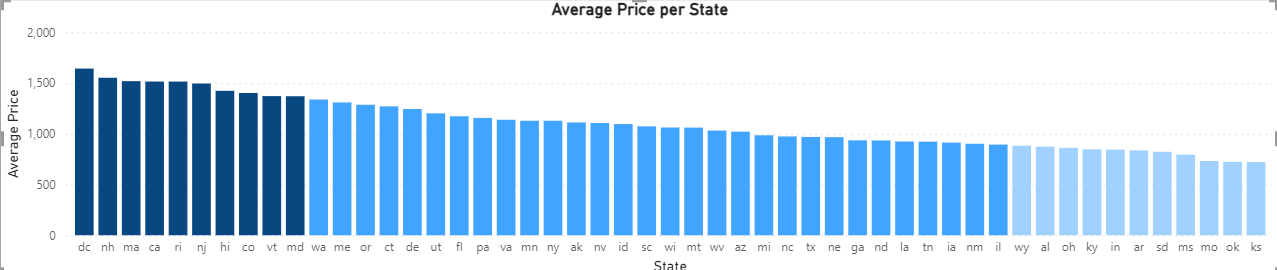 Average Price per State
2,000
1,500
1,000
500
0
Average Price
dc nh ma ca ri nj hi co vt md wa me or ct de ut fl pa va mn ny ak nv id sc wi mt wv az mi nc tx ne ga nd la tn ia nm il wy al oh ky in ar sd ms mo ok ks
State